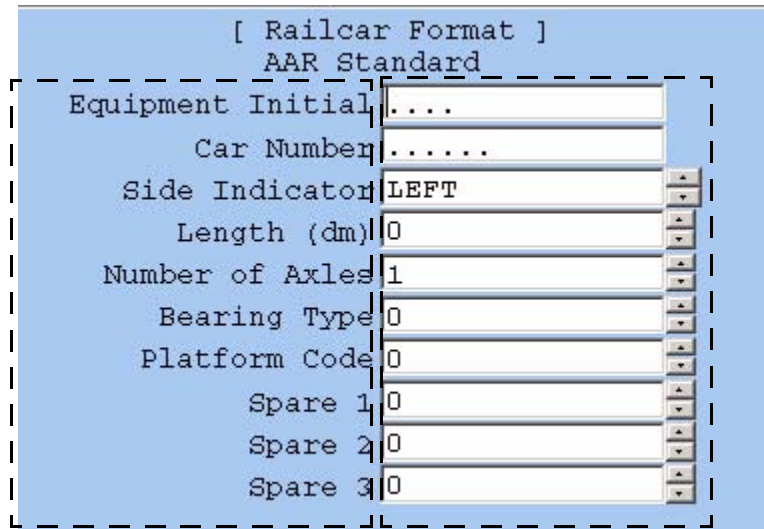 [ Railcar Format ]
AAR Standard
Equipment Initial ....
Car Number ......
Side Indicator LEFT
Length (dm) 0
Number of Axles 1
Bearing Type 0
Platform Code 0
Spare 1 0
Spare 2 0
Spare 3 0